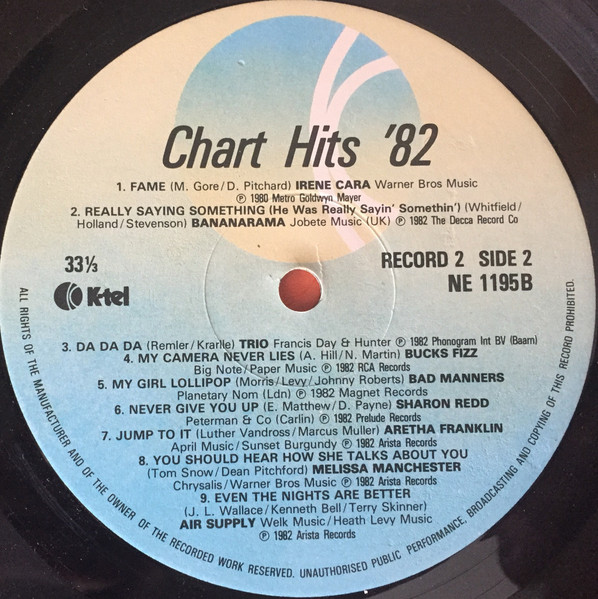 Chart Hits '82
1. FAME (M. Gore/D. Pitchard) IRENE CARA Warner Bros Music
℗ 1980 Metro Goldwyn Mayer
2. REALLY SAYING SOMETHING (He Was Really Sayin' Somethin') (Whitfield/
Holland/Stevenson) BANANARAMA Jobete Music (UK) ℗ 1982 The Decca Record Co
33⅓
RECORD 2 SIDE 2
K-tel
NE 1195B
3. DA DA DA (Remler/Krarlle) TRIO Francis Day & Hunter ℗ 1982 Phonogram Int BV (Baarn)
4. MY CAMERA NEVER LIES (A. Hill/N. Martin) BUCKS FIZZ
Big Note/Paper Music ℗ 1982 RCA Records
5. MY GIRL LOLLIPOP (Morris/Levy/Johnny Roberts) BAD MANNERS
Planetary Nom (Ldn) ℗ 1982 Magnet Records
6. NEVER GIVE YOU UP (E. Matthew/D. Payne) SHARON REDD
Peterman & Co (Carlin) ℗ 1982 Prelude Records
7. JUMP TO IT (Luther Vandross/Marcus Muller) ARETHA FRANKLIN
April Music/Sunset Burgundy ℗ 1982 Arista Records
8. YOU SHOULD HEAR HOW SHE TALKS ABOUT YOU
(Tom Snow/Dean Pitchford) MELISSA MANCHESTER
Chrysalis/Warner Bros Music ℗ 1982 Arista Records
9. EVEN THE NIGHTS ARE BETTER
(J. L. Wallace/Kenneth Bell/Terry Skinner)
AIR SUPPLY Welk Music/Heath Levy Music
℗ 1982 Arista Records
ALL RIGHTS OF THE MANUFACTURER AND OF THE OWNER OF THE RECORDED WORK RESERVED. UNAUTHORISED PUBLIC PERFORMANCE, BROADCASTING AND COPYING OF THIS RECORD PROHIBITED.